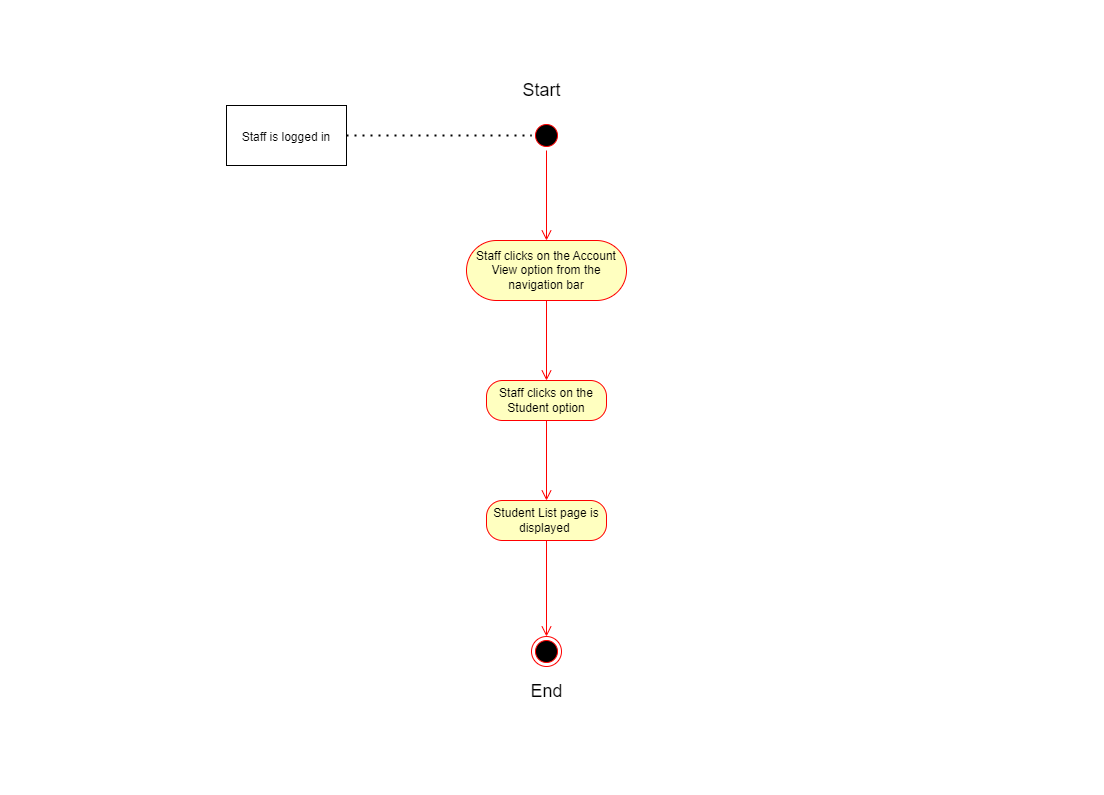 Start
Staff is logged in
Staff clicks on the Account
View option from the
navigation bar
Staff clicks on the
Student option
Student List page is
displayed
End